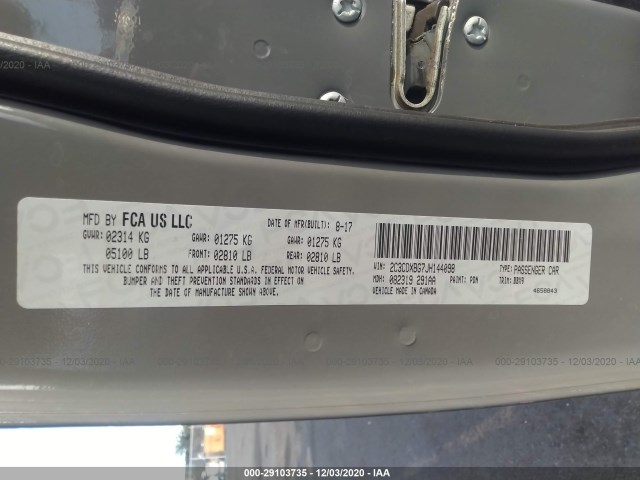 MFD BY FCA US LLC DATE OF MFR(BUILT): 8-17
GVWR: 02314 KG GAWR: 01275 KG GAWR: 01275 KG
05100 LB FRONT: 02810 LB REAR: 02810 LB
THIS VEHICLE CONFORMS TO ALL APPLICABLE U.S.A. FEDERAL MOTOR VEHICLE SAFETY,
BUMPER AND THEFT PREVENTION STANDARDS IN EFFECT ON
THE DATE OF MANUFACTURE SHOWN ABOVE.
VIN: 2C3CDXBG7JH144098 TYPE: PASSENGER CAR
MDH: 082319 291AA PAINT: PDN TRIM: BBX9
VEHICLE MADE IN CANADA 4858943
000-29103735 - 12/03/2020 - IAA